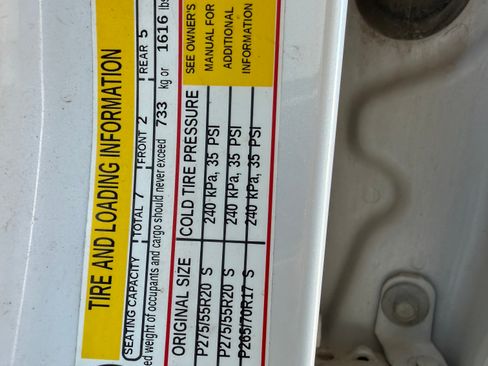 TIRE AND LOADING INFORMATION
SEATING CAPACITY TOTAL 7 FRONT 2 REAR 5
weight of occupants and cargo should never exceed 733 kg or 1616 lbs
ORIGINAL SIZE COLD TIRE PRESSURE SEE OWNER'S
P275/55R20 S 240 kPa, 35 PSI MANUAL FOR
P275/55R20 S 240 kPa, 35 PSI ADDITIONAL
P265/70R17 S 240 kPa, 35 PSI INFORMATION